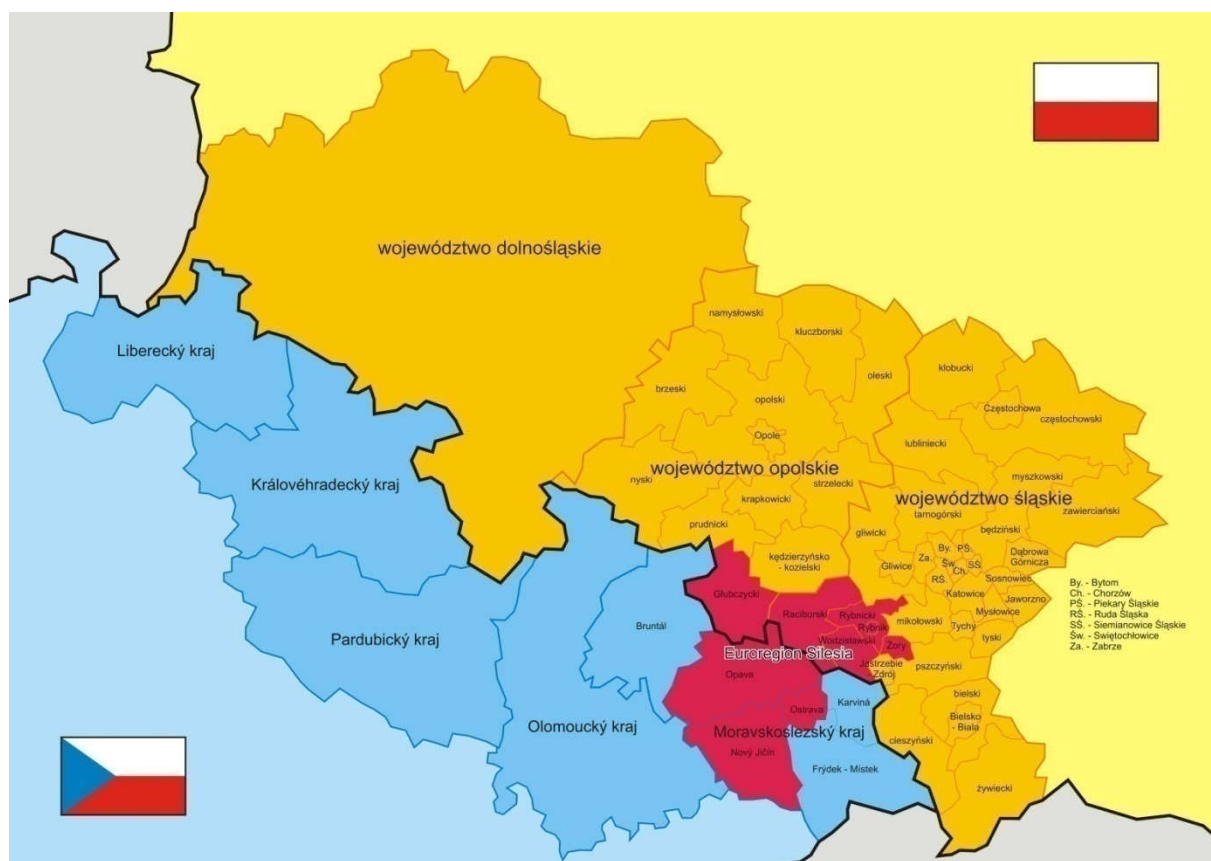 województwo dolnośląskie
namysłowski
kluczborski
Liberecký kraj
kłobucki
oleski
brzeski
opolski
Częstochowa
częstochowski
Opole
lubliniecki
województwo opolskie
myszkowski
Královéhradecký kraj
nyski
strzelecki
województwo śląskie
krapkowicki
zawierciański
tarnogórski
prudnicki
gliwicki
będziński
kędzierzyńsko
- kozielski
By.
PŚ.
Za.
Dąbrowa
Górnicza
Gliwice
Św.
SŚ.
Ch.
RŚ.
Sosnowiec
By. - Bytom
Ch. - Chorzów
PŚ. - Piekary Śląskie
RŚ. - Ruda Śląska
SŚ. - Siemianowice Śląskie
Św. - Swiętochłowice
Za. - Zabrze
Głubczycki
Katowice
Jaworzno
Raciborski
Rybnicki
Mysłowice
mikołowski
Tychy
Bruntál
Rybnik
Pardubický kraj
Wodzisławski
Żory
tyski
Euroregion Silesia
Jastrzębie
- Zdrój
pszczyński
Opava
bielski
Karviná
Ostrava
Bielsko
- Biała
Olomoucký kraj
Moravskoslezský kraj
cieszyński
Nový Jičín
Frýdek - Místek
żywiecki